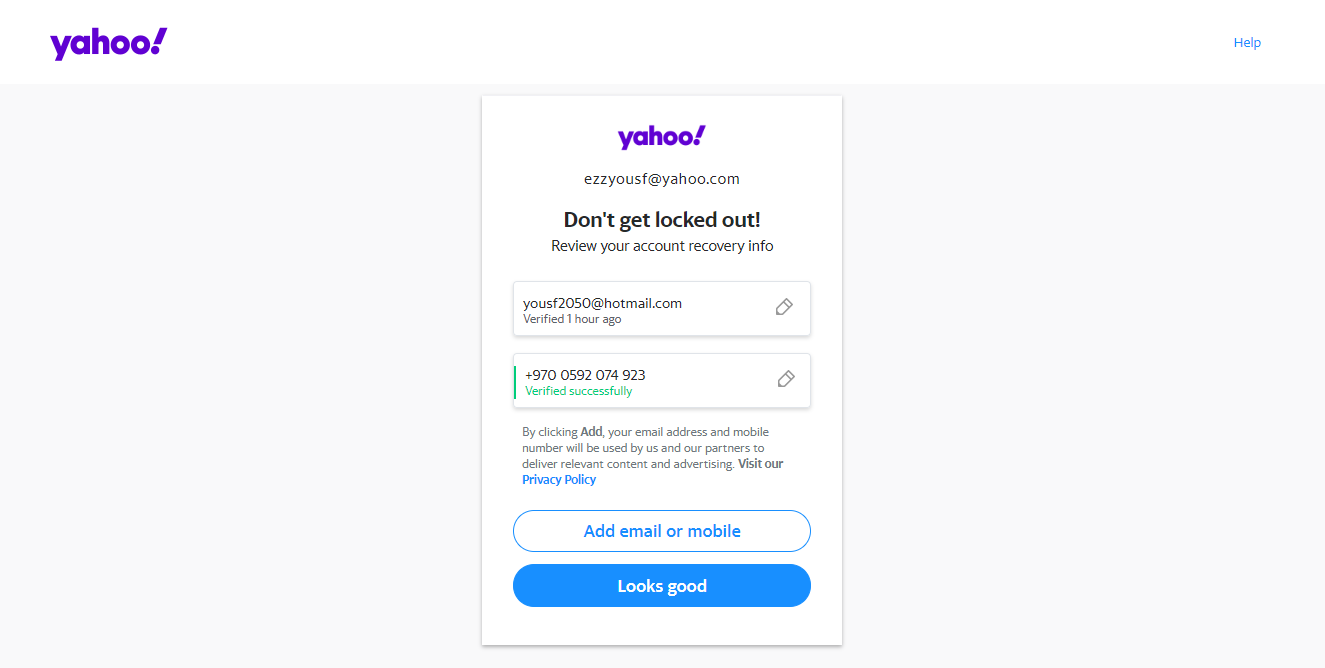 yahoo!
Help
yahoo!
ezzyousf@yahoo.com
Don't get locked out!
Review your account recovery info
yousf2050@hotmail.com
Verified 1 hour ago
+970 0592 074 923
Verified successfully
By clicking Add, your email address and mobile
number will be used by us and our partners to
deliver relevant content and advertising. Visit our
Privacy Policy
Add email or mobile
Looks good